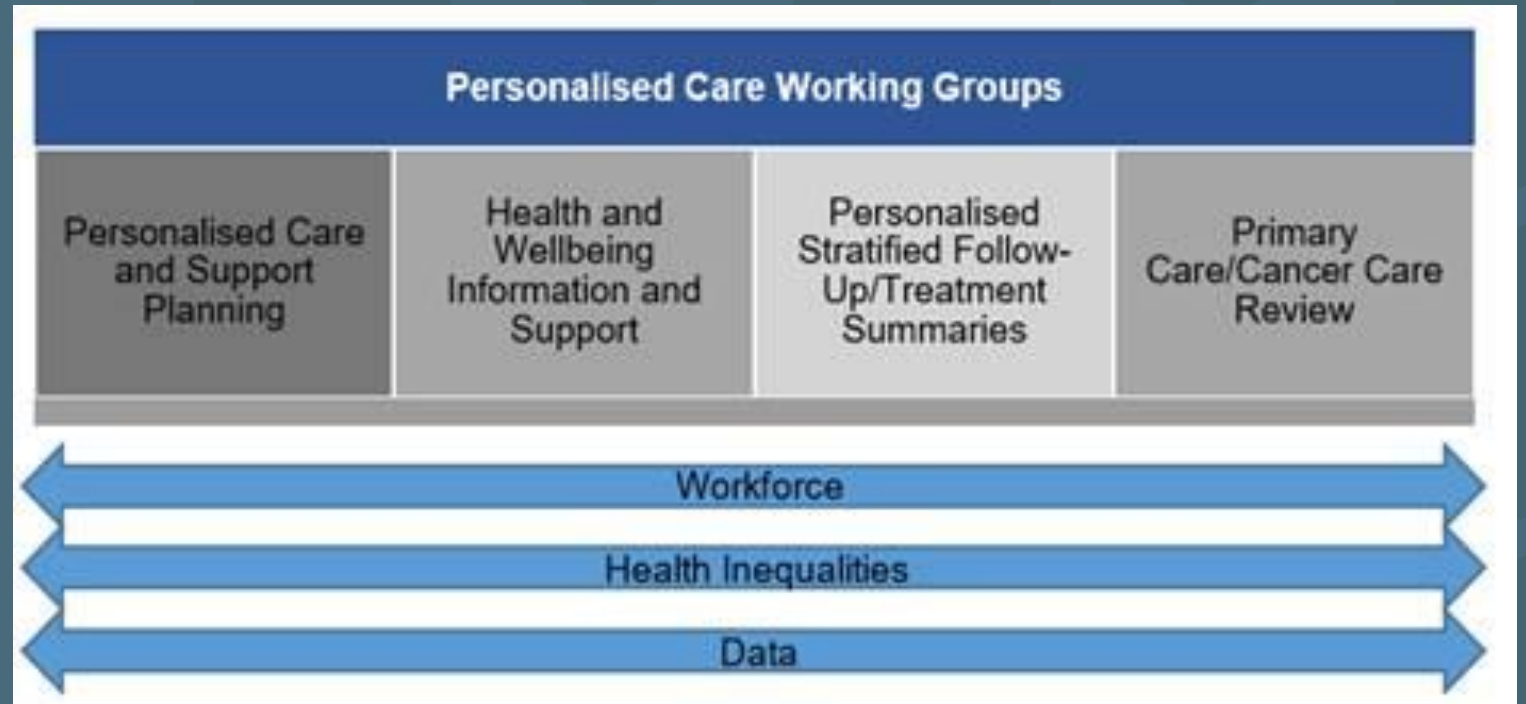 Personalised Care Working Groups
Personalised Care
and Support
Planning
Health and
Wellbeing
Information and
Support
Personalised
Stratified Follow-
Up/Treatment
Summaries
Primary
Care/Cancer Care
Review
Workforce
Health Inequalities
Data